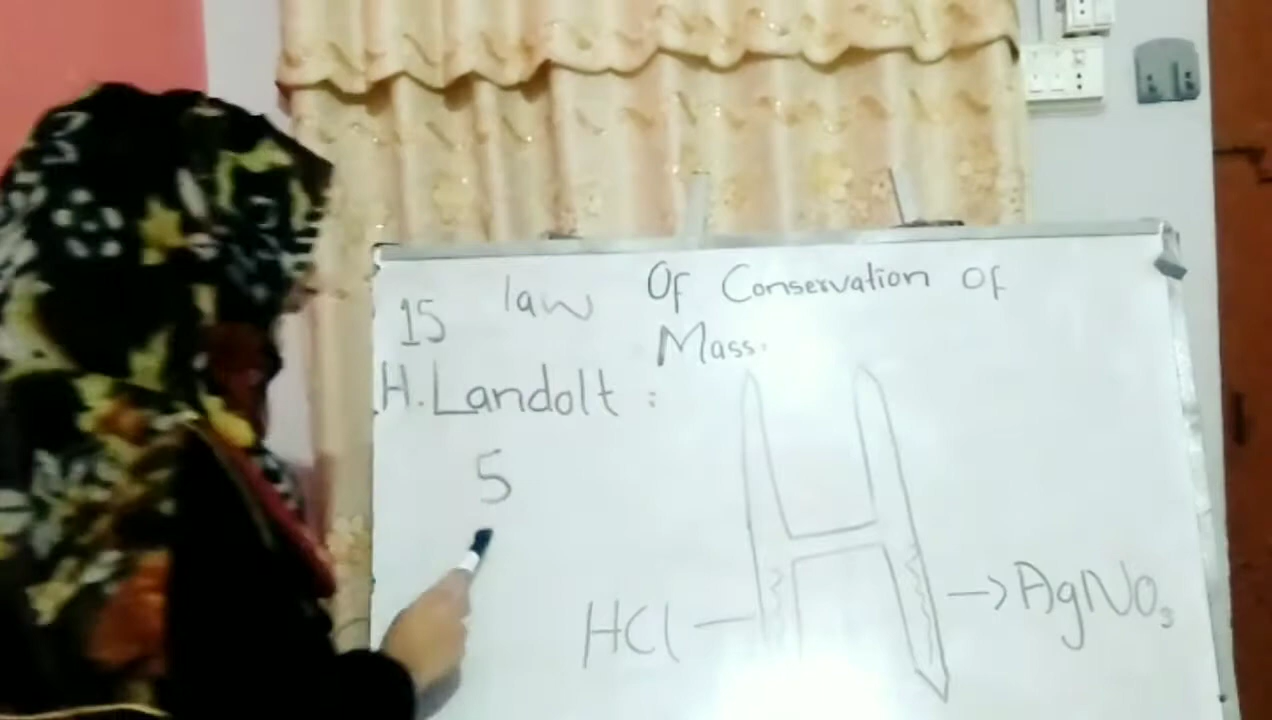 law Of Conservation Of
15
Mass.
H. Landolt :
5
HCl
AgNO3